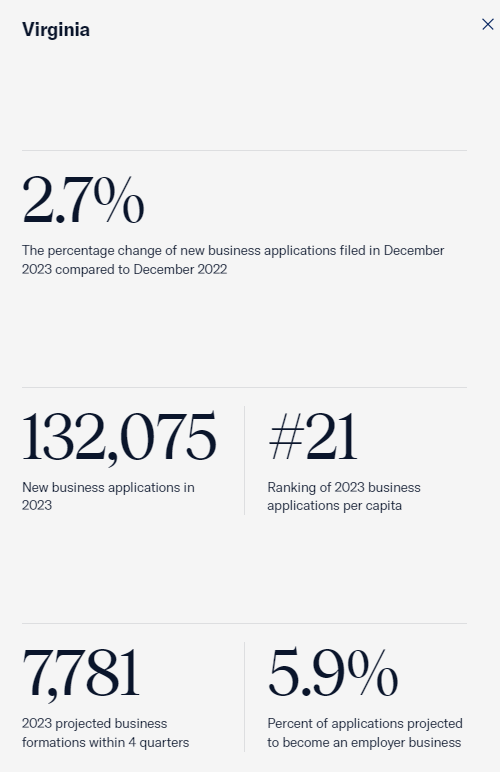 Virginia
2.7%
The percentage change of new business applications filed in December
2023 compared to December 2022
132,075
New business applications in
2023
#21
Ranking of 2023 business
applications per capita
7,781
2023 projected business
formations within 4 quarters
5.9%
Percent of applications projected
to become an employer business